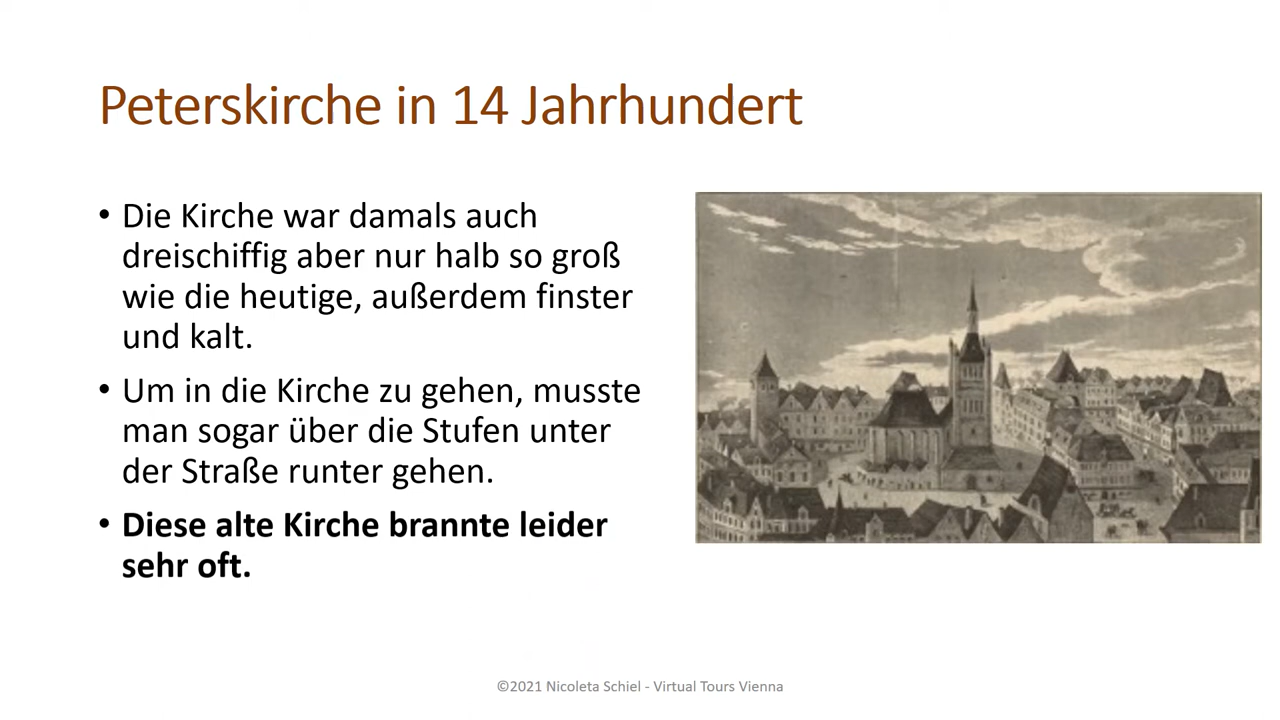 Peterskirche in 14 Jahrhundert
• Die Kirche war damals auch
dreischiffig aber nur halb so groß
wie die heutige, außerdem finster
und kalt.
• Um in die Kirche zu gehen, musste
man sogar über die Stufen unter
der Straße runter gehen.
• Diese alte Kirche brannte leider
sehr oft.
©2021 Nicoleta Schiel - Virtual Tours Vienna